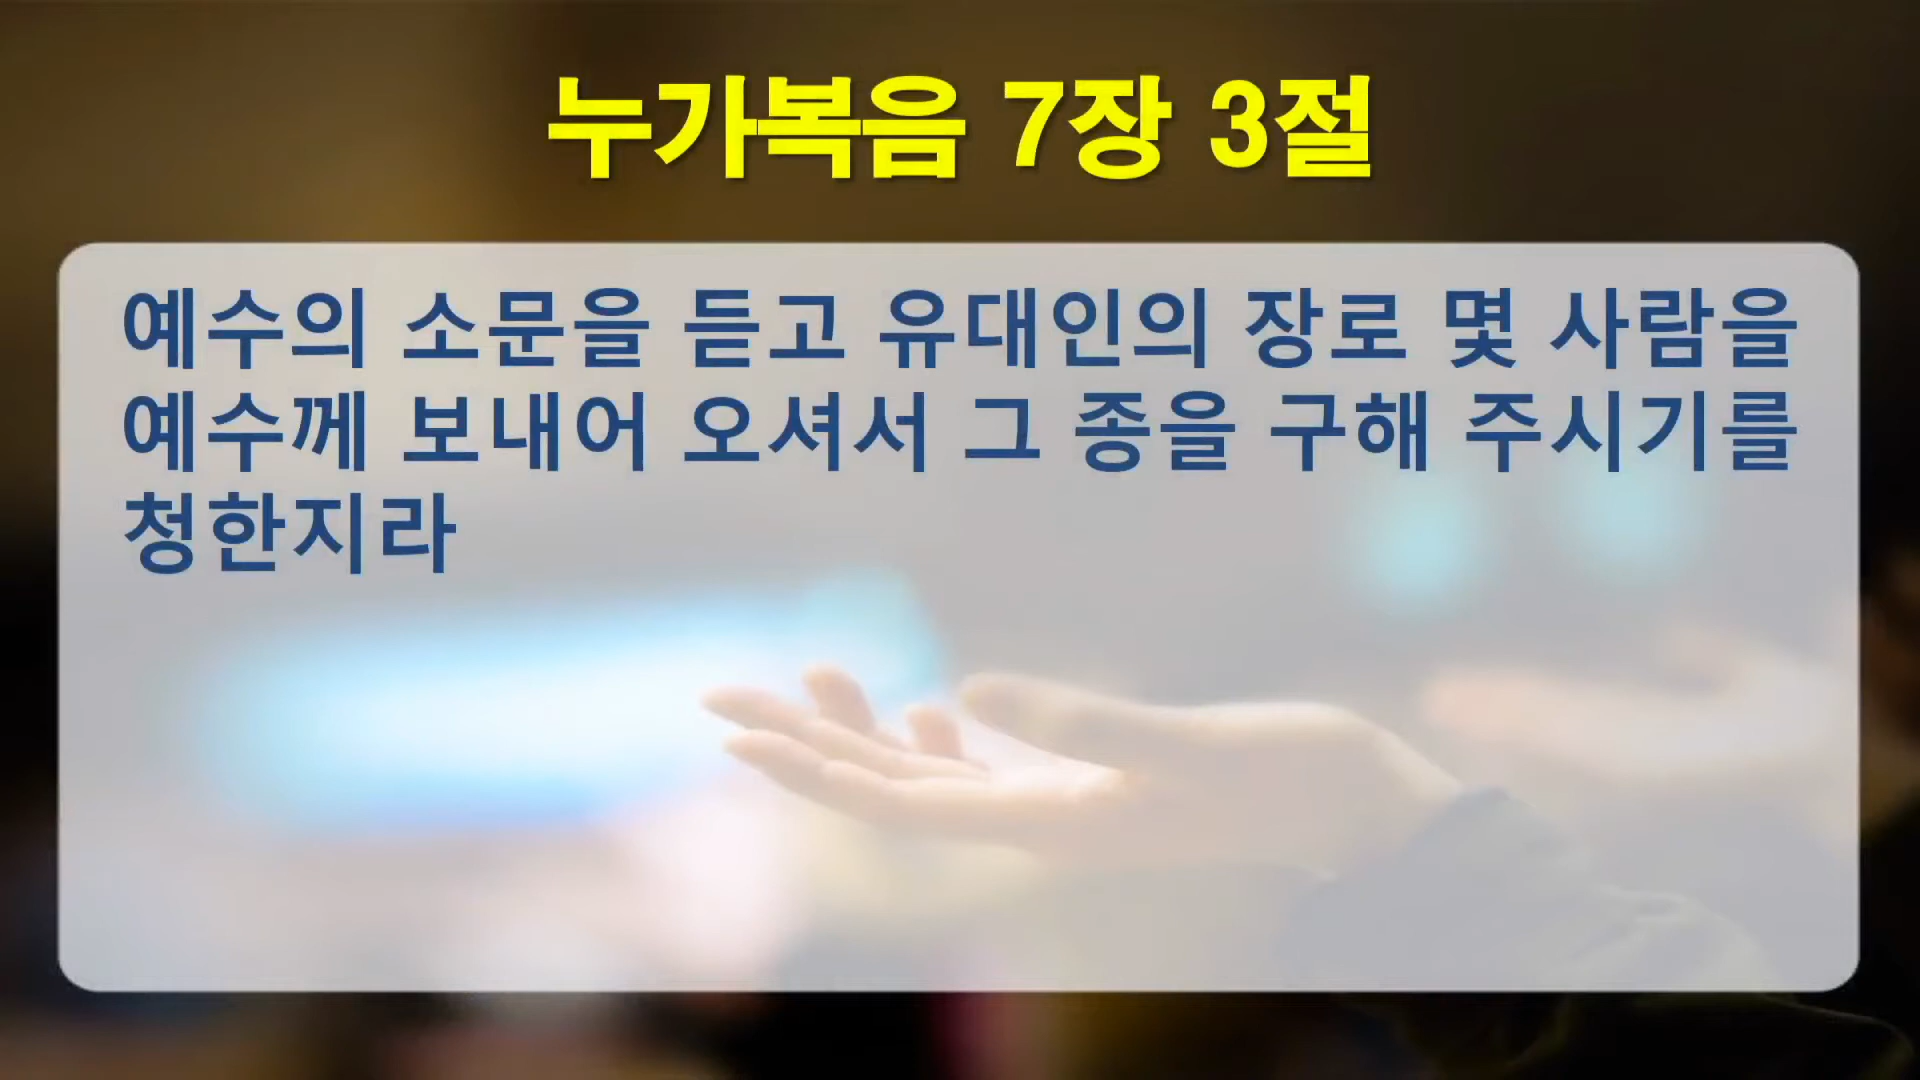 누가복음 7장 3절
예수의 소문을 듣고 유대인의 장로 몇 사람을
예수께 보내어 오셔서 그 종을 구해 주시기를
청한지라